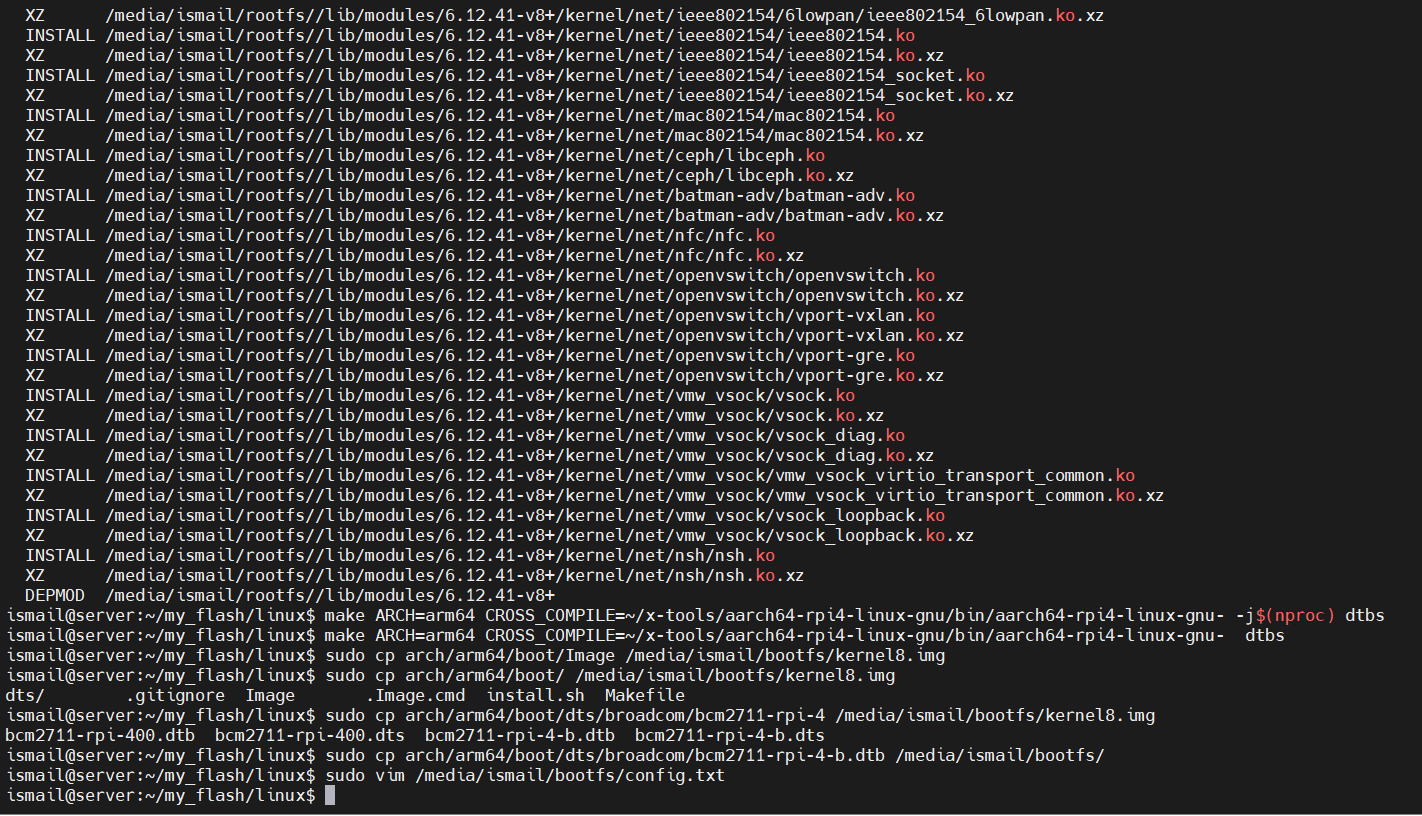 XZ      /media/ismail/rootfs//lib/modules/6.12.41-v8+/kernel/net/ieee802154/6lowpan/ieee802154_6lowpan.ko.xz
INSTALL /media/ismail/rootfs//lib/modules/6.12.41-v8+/kernel/net/ieee802154/ieee802154.ko
XZ      /media/ismail/rootfs//lib/modules/6.12.41-v8+/kernel/net/ieee802154/ieee802154.ko.xz
INSTALL /media/ismail/rootfs//lib/modules/6.12.41-v8+/kernel/net/ieee802154/ieee802154_socket.ko
XZ      /media/ismail/rootfs//lib/modules/6.12.41-v8+/kernel/net/ieee802154/ieee802154_socket.ko.xz
INSTALL /media/ismail/rootfs//lib/modules/6.12.41-v8+/kernel/net/mac802154/mac802154.ko
XZ      /media/ismail/rootfs//lib/modules/6.12.41-v8+/kernel/net/mac802154/mac802154.ko.xz
INSTALL /media/ismail/rootfs//lib/modules/6.12.41-v8+/kernel/net/ceph/libceph.ko
XZ      /media/ismail/rootfs//lib/modules/6.12.41-v8+/kernel/net/ceph/libceph.ko.xz
INSTALL /media/ismail/rootfs//lib/modules/6.12.41-v8+/kernel/net/batman-adv/batman-adv.ko
XZ      /media/ismail/rootfs//lib/modules/6.12.41-v8+/kernel/net/batman-adv/batman-adv.ko.xz
INSTALL /media/ismail/rootfs//lib/modules/6.12.41-v8+/kernel/net/nfc/nfc.ko
XZ      /media/ismail/rootfs//lib/modules/6.12.41-v8+/kernel/net/nfc/nfc.ko.xz
INSTALL /media/ismail/rootfs//lib/modules/6.12.41-v8+/kernel/net/openvswitch/openvswitch.ko
XZ      /media/ismail/rootfs//lib/modules/6.12.41-v8+/kernel/net/openvswitch/openvswitch.ko.xz
INSTALL /media/ismail/rootfs//lib/modules/6.12.41-v8+/kernel/net/openvswitch/vport-vxlan.ko
XZ      /media/ismail/rootfs//lib/modules/6.12.41-v8+/kernel/net/openvswitch/vport-vxlan.ko.xz
INSTALL /media/ismail/rootfs//lib/modules/6.12.41-v8+/kernel/net/openvswitch/vport-gre.ko
XZ      /media/ismail/rootfs//lib/modules/6.12.41-v8+/kernel/net/openvswitch/vport-gre.ko.xz
INSTALL /media/ismail/rootfs//lib/modules/6.12.41-v8+/kernel/net/vmw_vsock/vsock.ko
XZ      /media/ismail/rootfs//lib/modules/6.12.41-v8+/kernel/net/vmw_vsock/vsock.ko.xz
INSTALL /media/ismail/rootfs//lib/modules/6.12.41-v8+/kernel/net/vmw_vsock/vsock_diag.ko
XZ      /media/ismail/rootfs//lib/modules/6.12.41-v8+/kernel/net/vmw_vsock/vsock_diag.ko.xz
INSTALL /media/ismail/rootfs//lib/modules/6.12.41-v8+/kernel/net/vmw_vsock/vmw_vsock_virtio_transport_common.ko
XZ      /media/ismail/rootfs//lib/modules/6.12.41-v8+/kernel/net/vmw_vsock/vmw_vsock_virtio_transport_common.ko.xz
INSTALL /media/ismail/rootfs//lib/modules/6.12.41-v8+/kernel/net/vmw_vsock/vsock_loopback.ko
XZ      /media/ismail/rootfs//lib/modules/6.12.41-v8+/kernel/net/vmw_vsock/vsock_loopback.ko.xz
INSTALL /media/ismail/rootfs//lib/modules/6.12.41-v8+/kernel/net/nsh/nsh.ko
XZ      /media/ismail/rootfs//lib/modules/6.12.41-v8+/kernel/net/nsh/nsh.ko.xz
DEPMOD  /media/ismail/rootfs//lib/modules/6.12.41-v8+
ismail@server:~/my_flash/linux$ make ARCH=arm64 CROSS_COMPILE=~/x-tools/aarch64-rpi4-linux-gnu/bin/aarch64-rpi4-linux-gnu- -j$(nproc) dtbs
ismail@server:~/my_flash/linux$ make ARCH=arm64 CROSS_COMPILE=~/x-tools/aarch64-rpi4-linux-gnu/bin/aarch64-rpi4-linux-gnu-  dtbs
ismail@server:~/my_flash/linux$ sudo cp arch/arm64/boot/Image /media/ismail/bootfs/kernel8.img
ismail@server:~/my_flash/linux$ sudo cp arch/arm64/boot/ /media/ismail/bootfs/kernel8.img
dts/        .gitignore  Image       .Image.cmd  install.sh  Makefile
ismail@server:~/my_flash/linux$ sudo cp arch/arm64/boot/dts/broadcom/bcm2711-rpi-4 /media/ismail/bootfs/kernel8.img
bcm2711-rpi-400.dtb  bcm2711-rpi-400.dts  bcm2711-rpi-4-b.dtb  bcm2711-rpi-4-b.dts
ismail@server:~/my_flash/linux$ sudo cp arch/arm64/boot/dts/broadcom/bcm2711-rpi-4-b.dtb /media/ismail/bootfs/
ismail@server:~/my_flash/linux$ sudo vim /media/ismail/bootfs/config.txt
ismail@server:~/my_flash/linux$